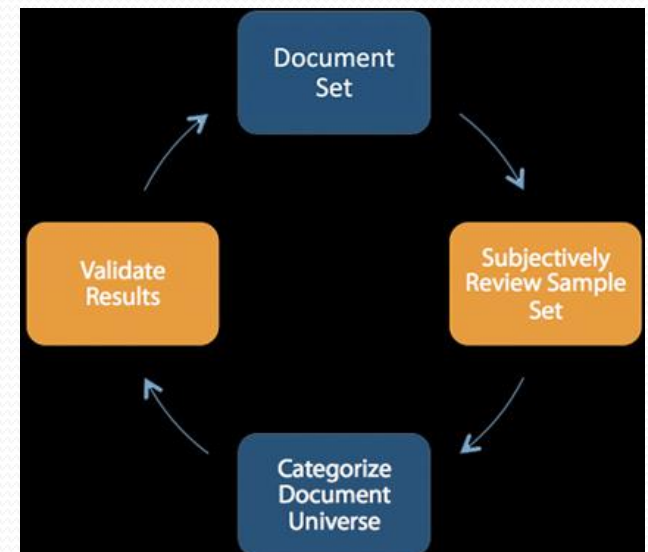 Document
Set
Subjectively
Review Sample
Set
Categorize
Document
Universe
Validate
Results